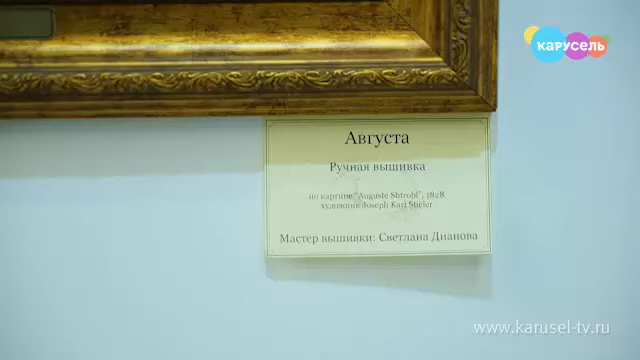 карусель
Августа
Ручная вышивка
по картине "Auguste Shtrobl", 1828
художник Joseph Karl Stieler
Мастер вышивки: Светлана Дианова
www.karusel-tv.ru